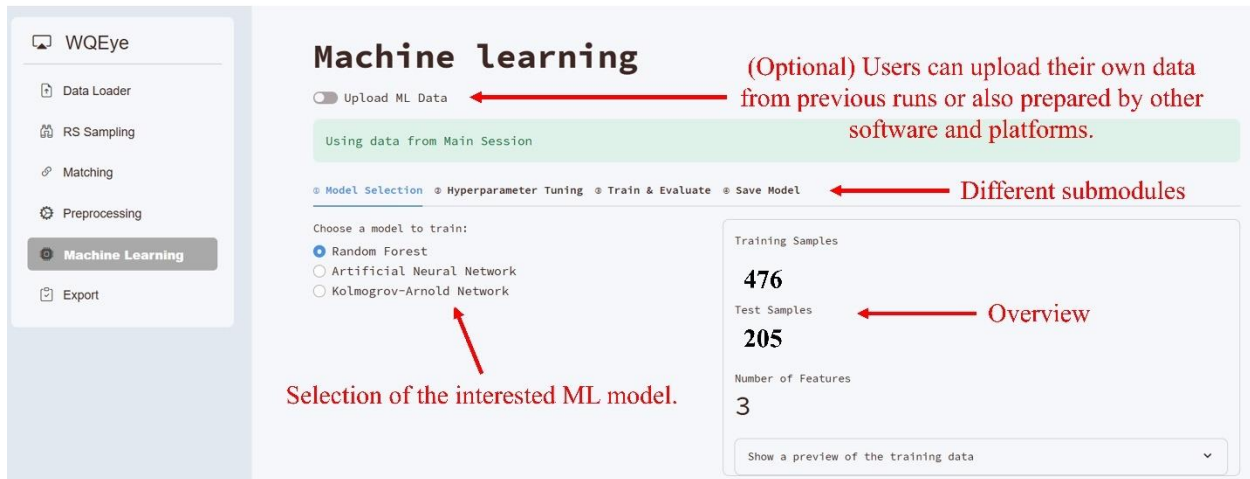 WQEye
Data Loader
RS Sampling
Matching
Preprocessing
Machine Learning
Export
Machine learning
Upload ML Data
(Optional) Users can upload their own data
from previous runs or also prepared by other
software and platforms.
Using data from Main Session
① Model Selection ② Hyperparameter Tuning ③ Train & Evaluate ④ Save Model
Different submodules
Choose a model to train:
Random Forest
Artificial Neural Network
Kolmogrov-Arnold Network
Selection of the interested ML model.
Training Samples
476
Test Samples
205
Overview
Number of Features
3
Show a preview of the training data